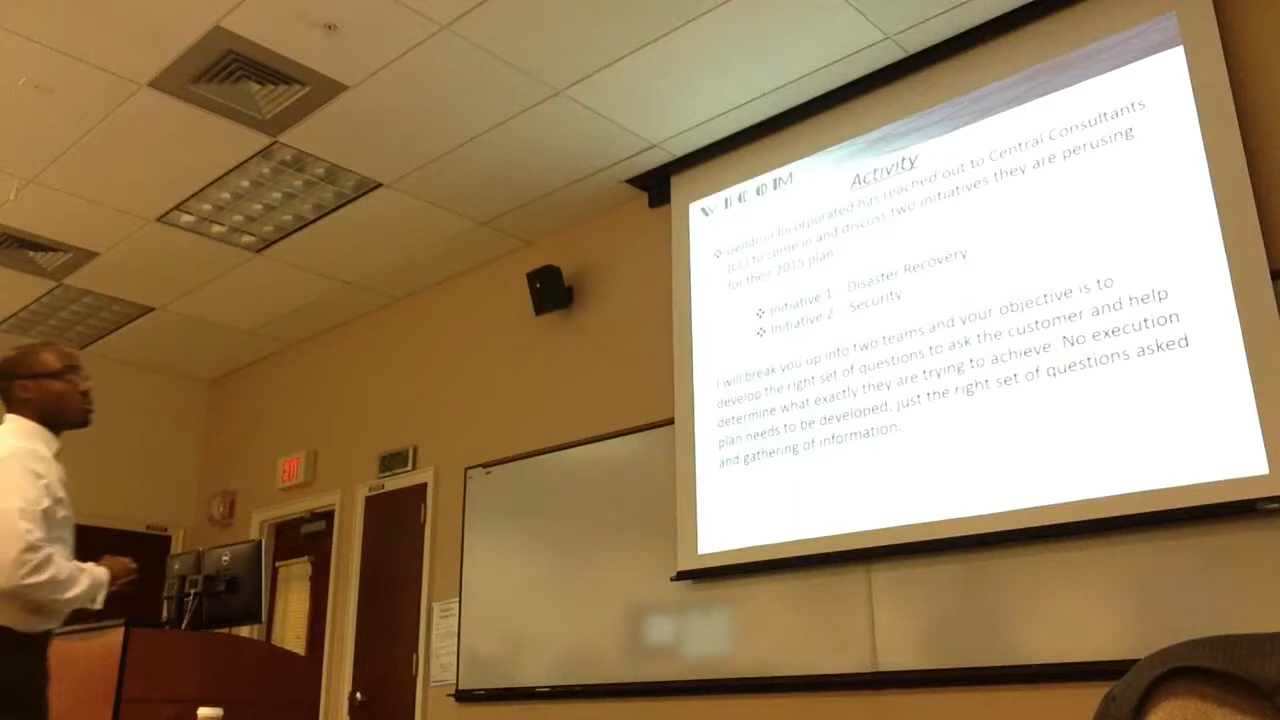 Activity
❖ Incorporated has reached out to Central Consultants
(CC) to come in and discuss two initiatives they are perusing
for their 2015 plan
❖ Initiative 1 Disaster Recovery
❖ Initiative 2 Security
I will break you up into two teams and your objective is to
develop the right set of questions to ask the customer and help
determine what exactly they are trying to achieve. No execution
plan needs to be developed, just the right set of questions asked
and gathering of information.
EXIT
DELL